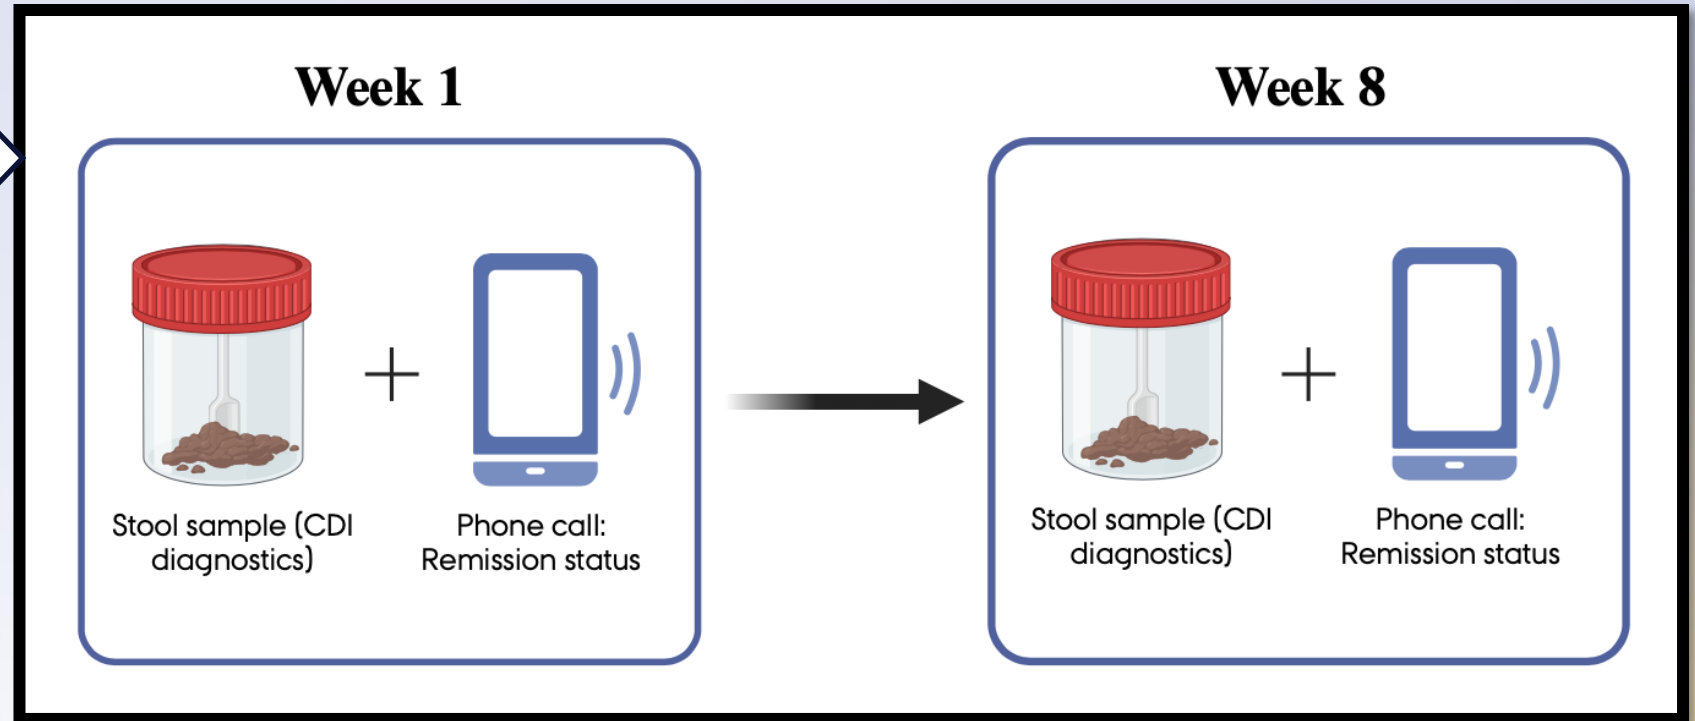 Week 1
Week 8
Stool sample (CDI
diagnostics)
Phone call:
Remission status
Stool sample (CDI
diagnostics)
Phone call:
Remission status